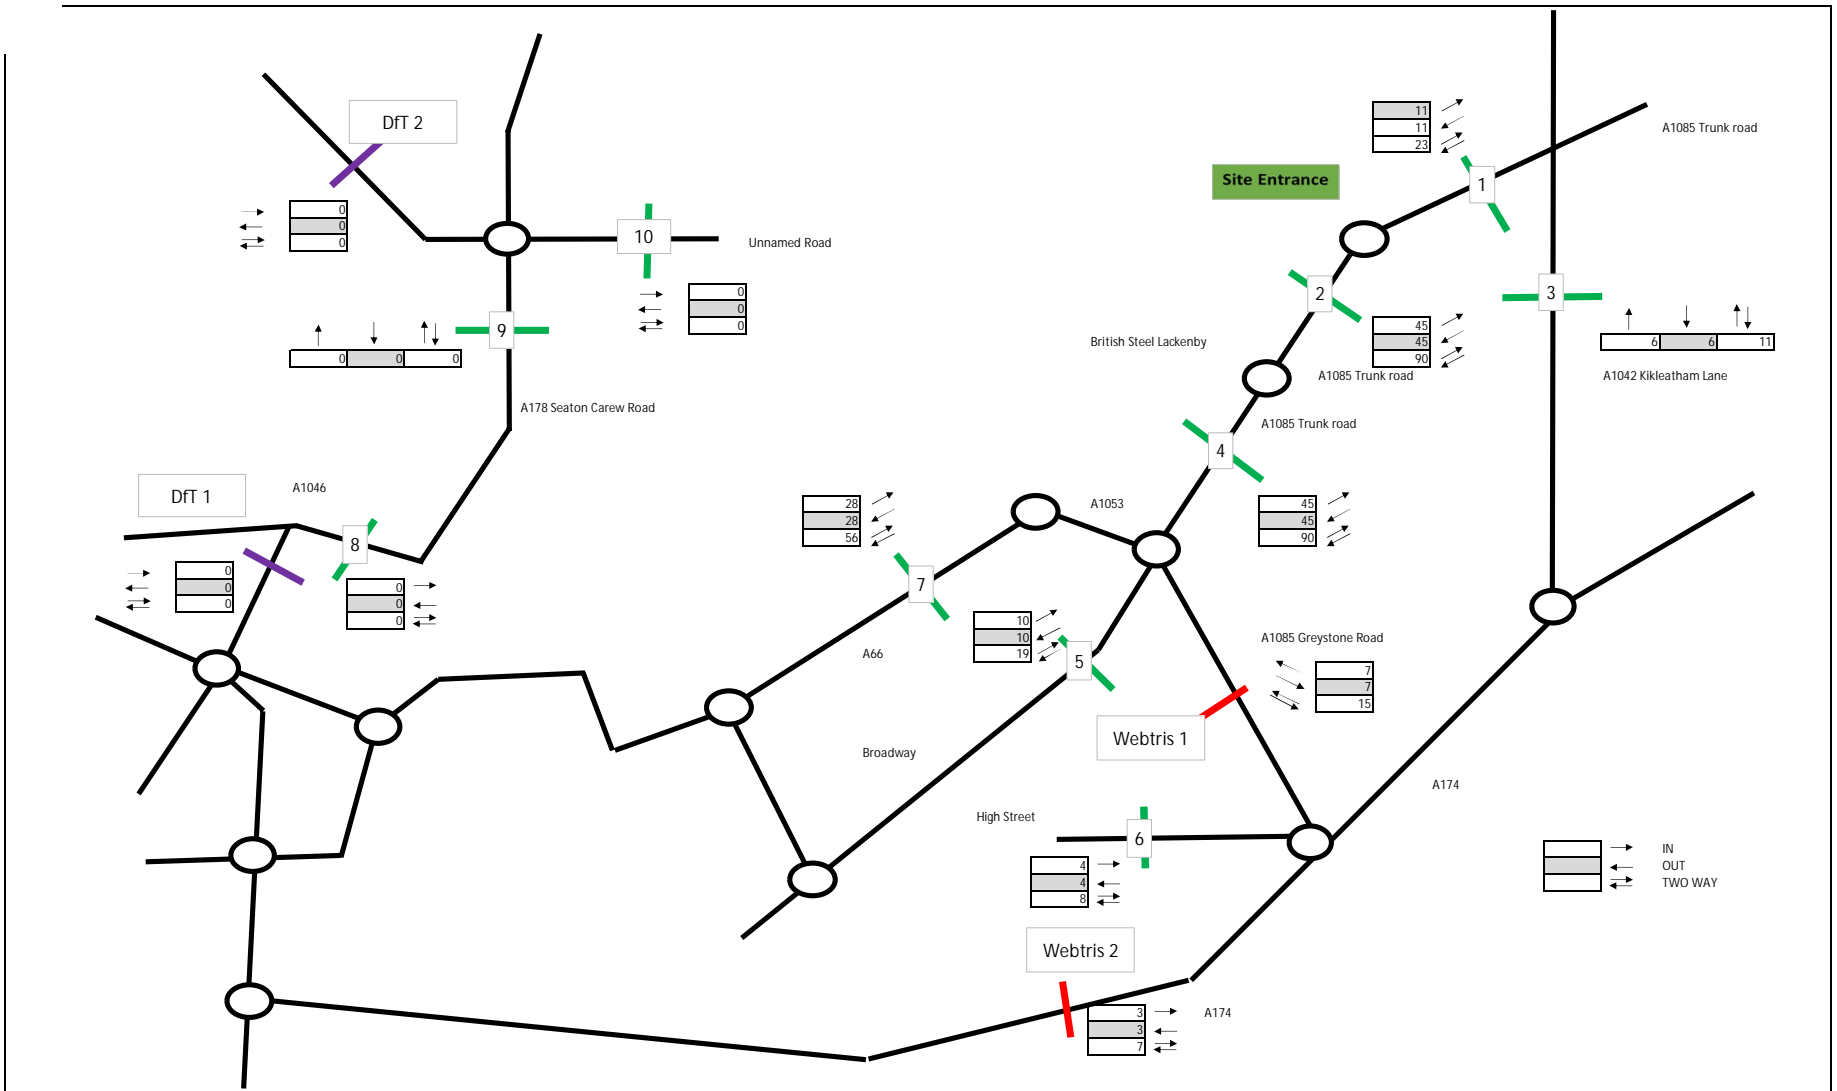 DfT 2
0
0
0
10
Unnamed Road
0
0
0
9
0 0 0
A178 Seaton Carew Road
DfT 1
A1046
8
0
0
0
0
0
0
11
11
23
A1085 Trunk road
Site Entrance
1
2
3
45
45
90
British Steel Lackenby
A1085 Trunk road
6 6 11
A1042 Kikleatham Lane
A1085 Trunk road
4
28
28
56
A1053
45
45
90
7
10
10
19
5
A66
A1085 Greystone Road
7
7
15
Webtris 1
Broadway
A174
High Street
6
4
4
8
IN
OUT
TWO WAY
Webtris 2
3
3
7
A174